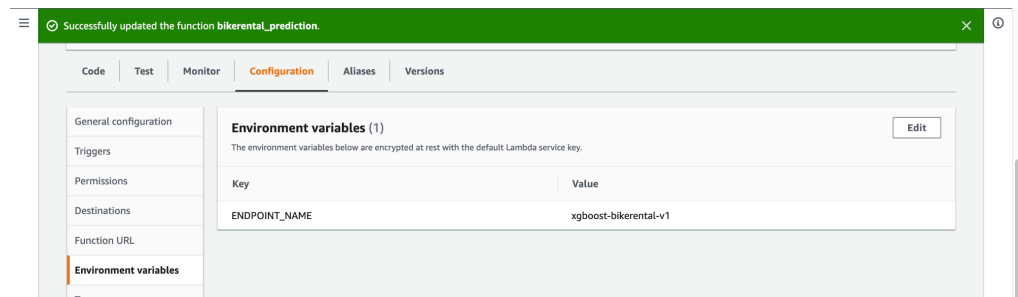 Successfully updated the function bikerental_prediction.
Code Test Monitor Configuration Aliases Versions
General configuration
Triggers
Permissions
Destinations
Function URL
Environment variables
Environment variables (1)
Edit
The environment variables below are encrypted at rest with the default Lambda service key.
Key Value
ENDPOINT_NAME xgboost-bikerental-v1